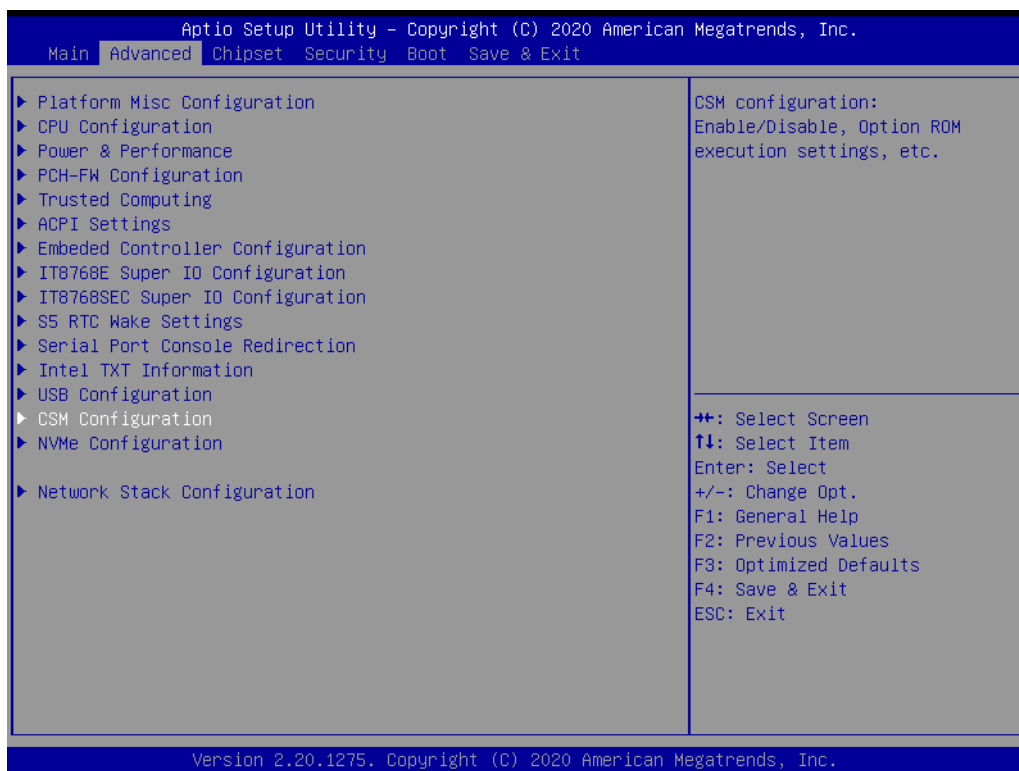 Aptio Setup Utility – Copyright (C) 2020 American Megatrends, Inc.
Main Advanced Chipset Security Boot Save & Exit
Platform Misc Configuration
CPU Configuration
Power & Performance
PCH-FW Configuration
Trusted Computing
ACPI Settings
Embeded Controller Configuration
IT8768E Super IO Configuration
IT8768SEC Super IO Configuration
S5 RTC Wake Settings
Serial Port Console Redirection
Intel TXT Information
USB Configuration
CSM Configuration
NVMe Configuration
Network Stack Configuration
CSM configuration:
Enable/Disable, Option ROM
execution settings, etc.
→←: Select Screen
↑↓: Select Item
Enter: Select
+/-: Change Opt.
F1: General Help
F2: Previous Values
F3: Optimized Defaults
F4: Save & Exit
ESC: Exit
Version 2.20.1275. Copyright (C) 2020 American Megatrends, Inc.